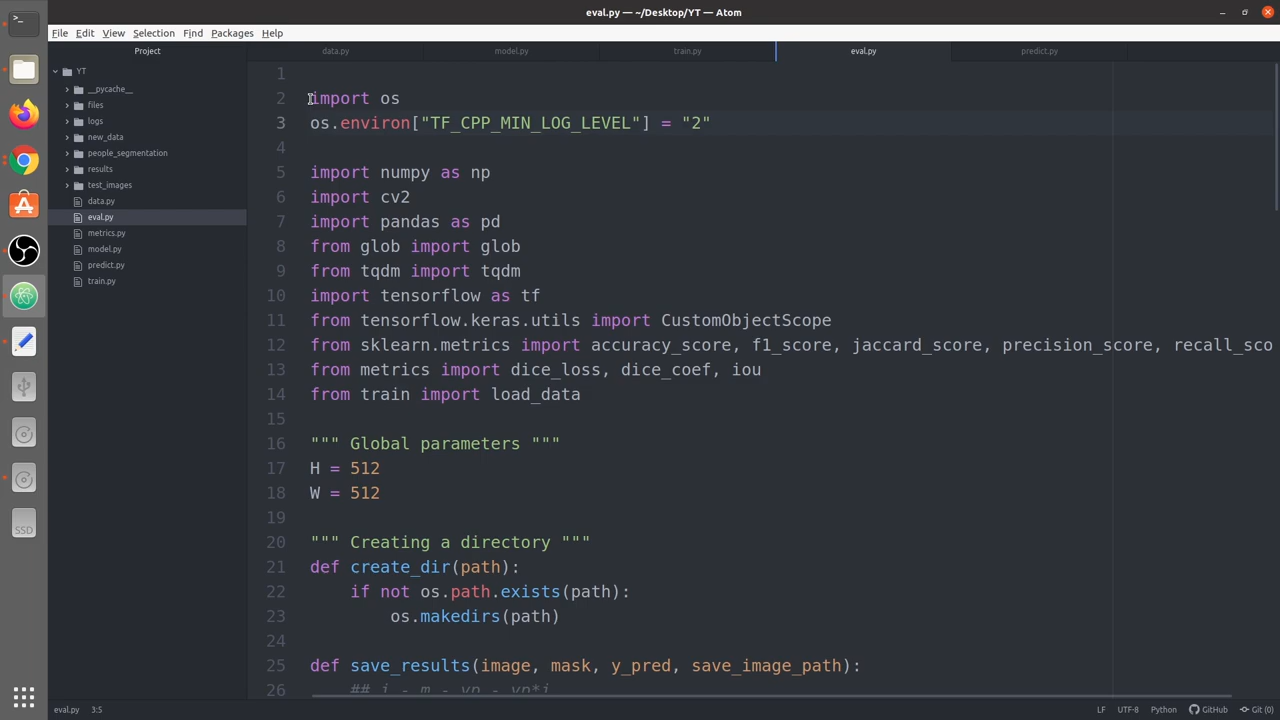 eval.py — ~/Desktop/YT — Atom
File Edit View Selection Find Packages Help
Project
data.py
model.py
train.py
eval.py
predict.py
YT
__pycache__
files
logs
new_data
people_segmentation
results
test_images
data.py
eval.py
metrics.py
model.py
predict.py
train.py
1
2 import os
3 os.environ["TF_CPP_MIN_LOG_LEVEL"] = "2"
4
5 import numpy as np
6 import cv2
7 import pandas as pd
8 from glob import glob
9 from tqdm import tqdm
10 import tensorflow as tf
11 from tensorflow.keras.utils import CustomObjectScope
12 from sklearn.metrics import accuracy_score, f1_score, jaccard_score, precision_score, recall_sco
13 from metrics import dice_loss, dice_coef, iou
14 from train import load_data
15
16 """ Global parameters """
17 H = 512
18 W = 512
19
20 """ Creating a directory """
21 def create_dir(path):
22 if not os.path.exists(path):
23 os.makedirs(path)
24
25 def save_results(image, mask, y_pred, save_image_path):
26 ## i - m - yp - yp*i
SSD
eval.py 3:5
LF UTF-8 Python GitHub Git (0)